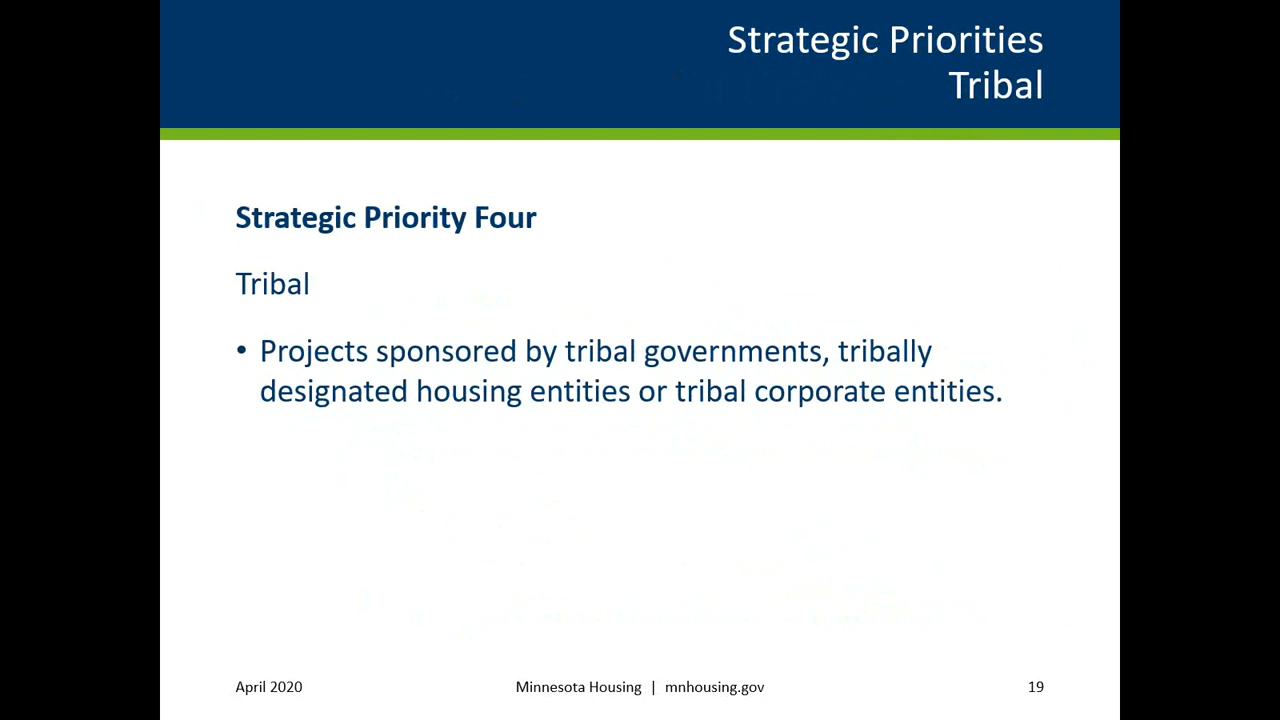 Strategic Priorities
Tribal
Strategic Priority Four
Tribal
• Projects sponsored by tribal governments, tribally
designated housing entities or tribal corporate entities.
April 2020
Minnesota Housing | mnhousing.gov
19